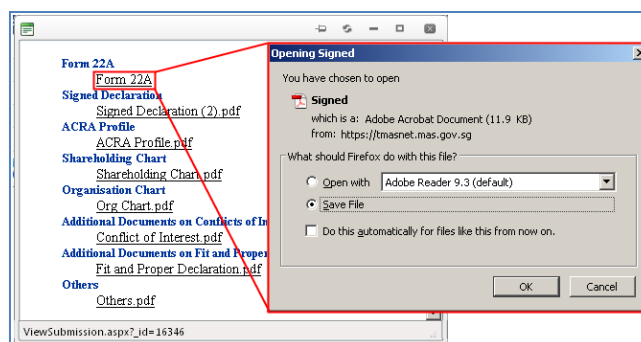 Form 22A
Form 22A
Signed Declaration
Signed Declaration (2).pdf
ACRA Profile
ACRA Profile.pdf
Shareholding Chart
Shareholding Chart.pdf
Organisation Chart
Org Chart.pdf
Additional Documents on Conflicts of In
Conflict of Interest.pdf
Additional Documents on Fit and Proper
Fit and Proper Declaration.pdf
Others
Others.pdf
ViewSubmission.aspx?_id=16346
Opening Signed
You have chosen to open
Signed
which is a: Adobe Acrobat Document (11.9 KB)
from: https://tmasnet.mas.gov.sg
What should Firefox do with this file?
Open with Adobe Reader 9.3 (default)
Save File
Do this automatically for files like this from now on.
OK Cancel